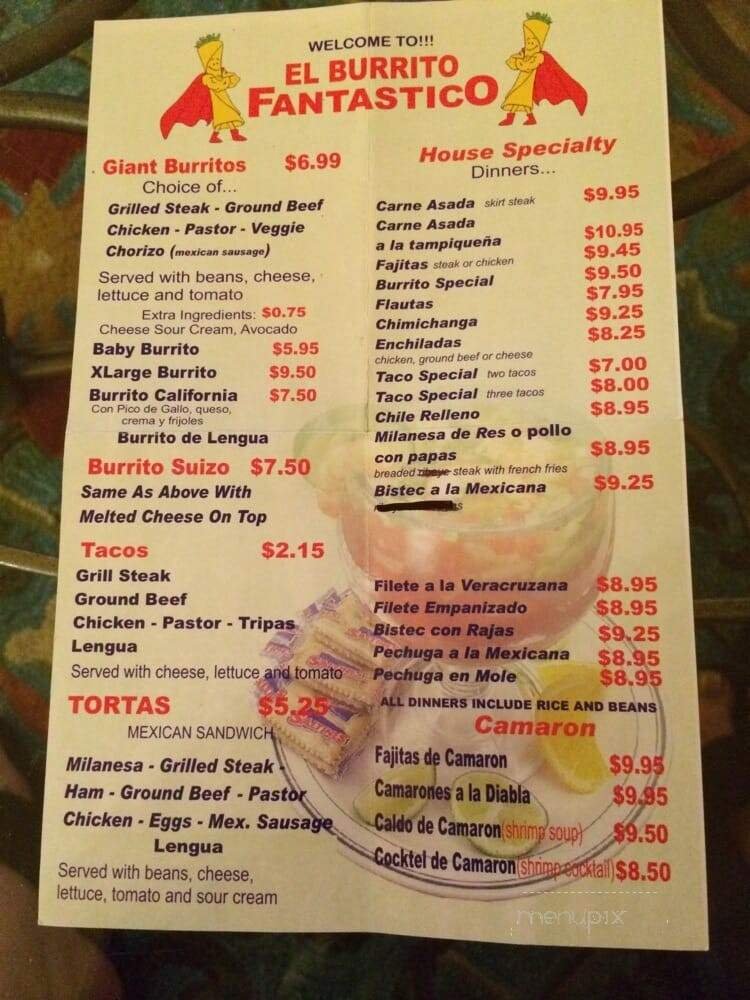 WELCOME TO!!!
EL BURRITO
FANTASTICO
Giant Burritos $6.99
Choice of...
Grilled Steak - Ground Beef
Chicken - Pastor - Veggie
Chorizo (mexican sausage)
Served with beans, cheese,
lettuce and tomato
Extra Ingredients: $0.75
Cheese Sour Cream, Avocado
Baby Burrito $5.95
XLarge Burrito $9.50
Burrito California $7.50
Con Pico de Gallo, queso,
crema y frijoles
Burrito de Lengua
Burrito Suizo $7.50
Same As Above With
Melted Cheese On Top
Tacos $2.15
Grill Steak
Ground Beef
Chicken - Pastor - Tripas
Lengua
Served with cheese, lettuce and tomato
TORTAS $5.25
MEXICAN SANDWICH
Milanesa - Grilled Steak -
Ham - Ground Beef - Pastor
Chicken - Eggs - Mex. Sausage
Lengua
Served with beans, cheese,
lettuce, tomato and sour cream
House Specialty
Dinners...
Carne Asada skirt steak $9.95
Carne Asada
a la tampiqueña $10.95
Fajitas steak or chicken $9.45
Burrito Special $9.50
Flautas $7.95
Chimichanga $9.25
Enchiladas $8.25
chicken, ground beef or cheese
Taco Special two tacos $7.00
Taco Special three tacos $8.00
Chile Relleno $8.95
Milanesa de Res o pollo
con papas $8.95
breaded steak with french fries
Bistec a la Mexicana $9.25
Filete a la Veracruzana $8.95
Filete Empanizado $8.95
Bistec con Rajas $9.25
Pechuga a la Mexicana $8.95
Pechuga en Mole $8.95
ALL DINNERS INCLUDE RICE AND BEANS
Camaron
Fajitas de Camaron $9.95
Camarones a la Diabla $9.95
Caldo de Camaron (shrimp soup) $9.50
Cocktel de Camaron (shrimp cocktail) $8.50
menupix